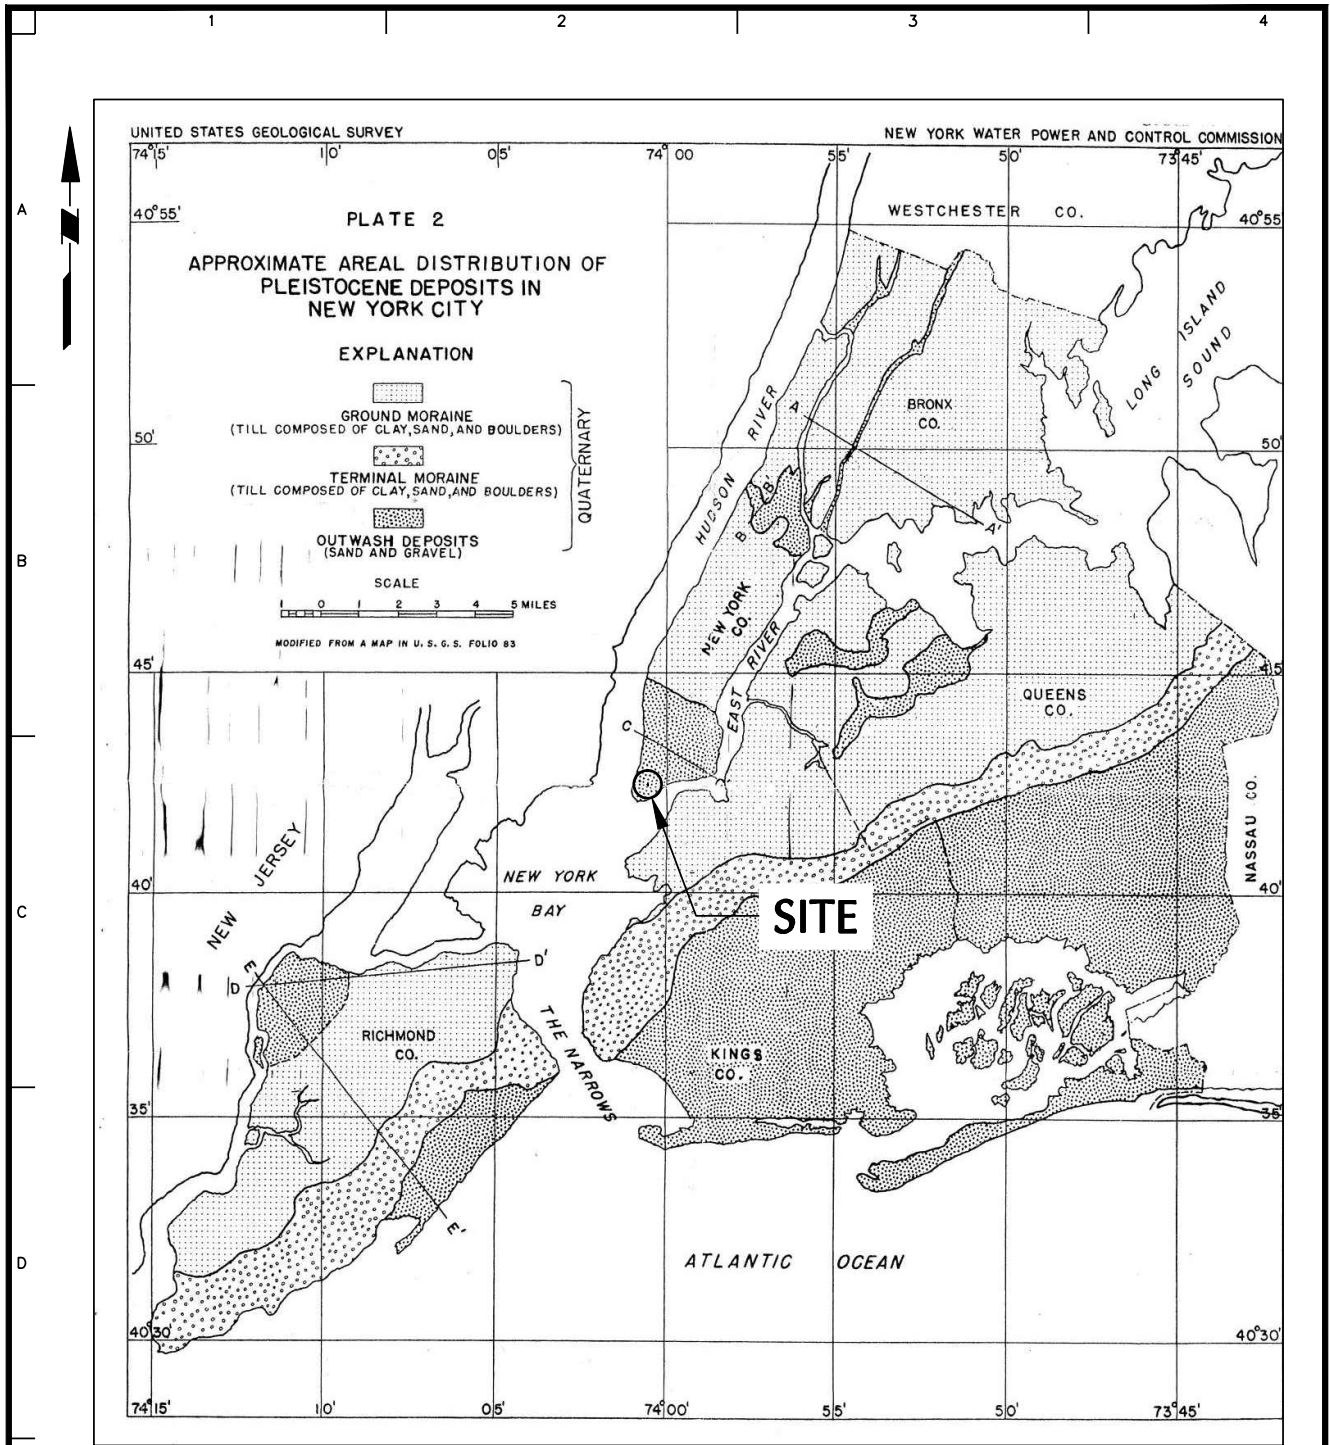 1 2 3 4
UNITED STATES GEOLOGICAL SURVEY
NEW YORK WATER POWER AND CONTROL COMMISSION
74°15' 10' 05' 74° 00 55' 50' 73°45'
A
40°55'
40°55
PLATE 2
WESTCHESTER CO.
APPROXIMATE AREAL DISTRIBUTION OF
PLEISTOCENE DEPOSITS IN
NEW YORK CITY
EXPLANATION
GROUND MORAINE
(TILL COMPOSED OF CLAY, SAND, AND BOULDERS)
TERMINAL MORAINE
(TILL COMPOSED OF CLAY, SAND, AND BOULDERS)
OUTWASH DEPOSITS
(SAND AND GRAVEL)
QUATERNARY
SCALE
1 0 1 2 3 4 5 MILES
MODIFIED FROM A MAP IN U. S. G. S. FOLIO 83
LONG ISLAND
SOUND
HUDSON RIVER
BRONX
CO.
A
A'
50'
50'
B
B'
B
NEW YORK
CO.
EAST RIVER
45'
45'
QUEENS
CO.
C
NASSAU CO.
NEW JERSEY
NEW YORK
BAY
40'
40'
C
SITE
E
D
D'
THE NARROWS
RICHMOND
CO.
KINGS
CO.
35'
35'
E'
D
ATLANTIC OCEAN
40°30'
40°30'
74°15' 10' 05' 74°00' 55' 50' 73°45'
N